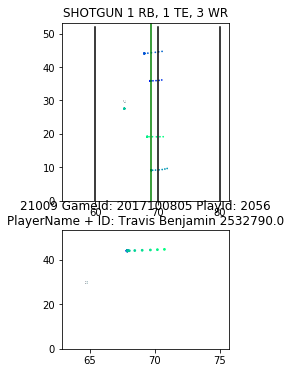 SHOTGUN 1 RB, 1 TE, 3 WR
50
40
30
20
10
0
60 70 80
21009 GameId: 2017100805 PlayId: 2056
PlayerName + ID: Travis Benjamin 2532790.0
40
20
0
65 70 75